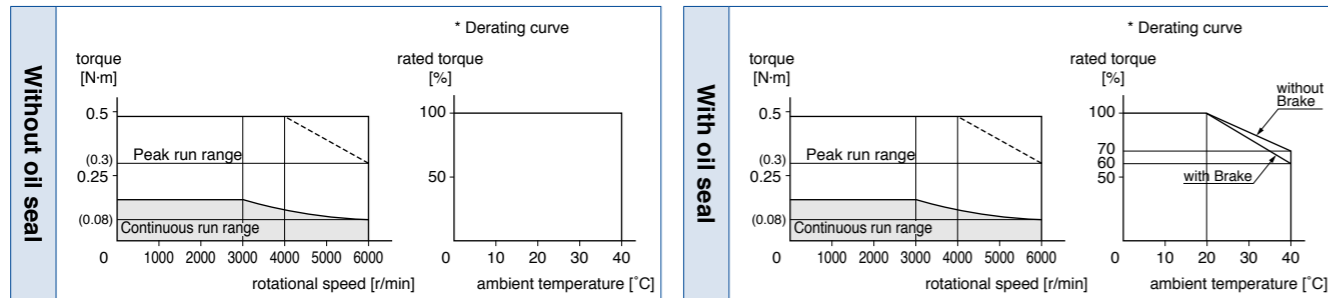 Without oil seal
* Derating curve
torque
[N·m]
rated torque
[%]
0.5
(0.3)
0.25
(0.08)
0
Peak run range
Continuous run range
1000 2000 3000 4000 5000 6000
rotational speed [r/min]
100
50
0
10 20 30 40
ambient temperature [˚C]
With oil seal
* Derating curve
torque
[N·m]
rated torque
[%]
0.5
(0.3)
0.25
(0.08)
0
Peak run range
Continuous run range
1000 2000 3000 4000 5000 6000
rotational speed [r/min]
without
Brake
100
70
60
50
with Brake
0
10 20 30 40
ambient temperature [˚C]